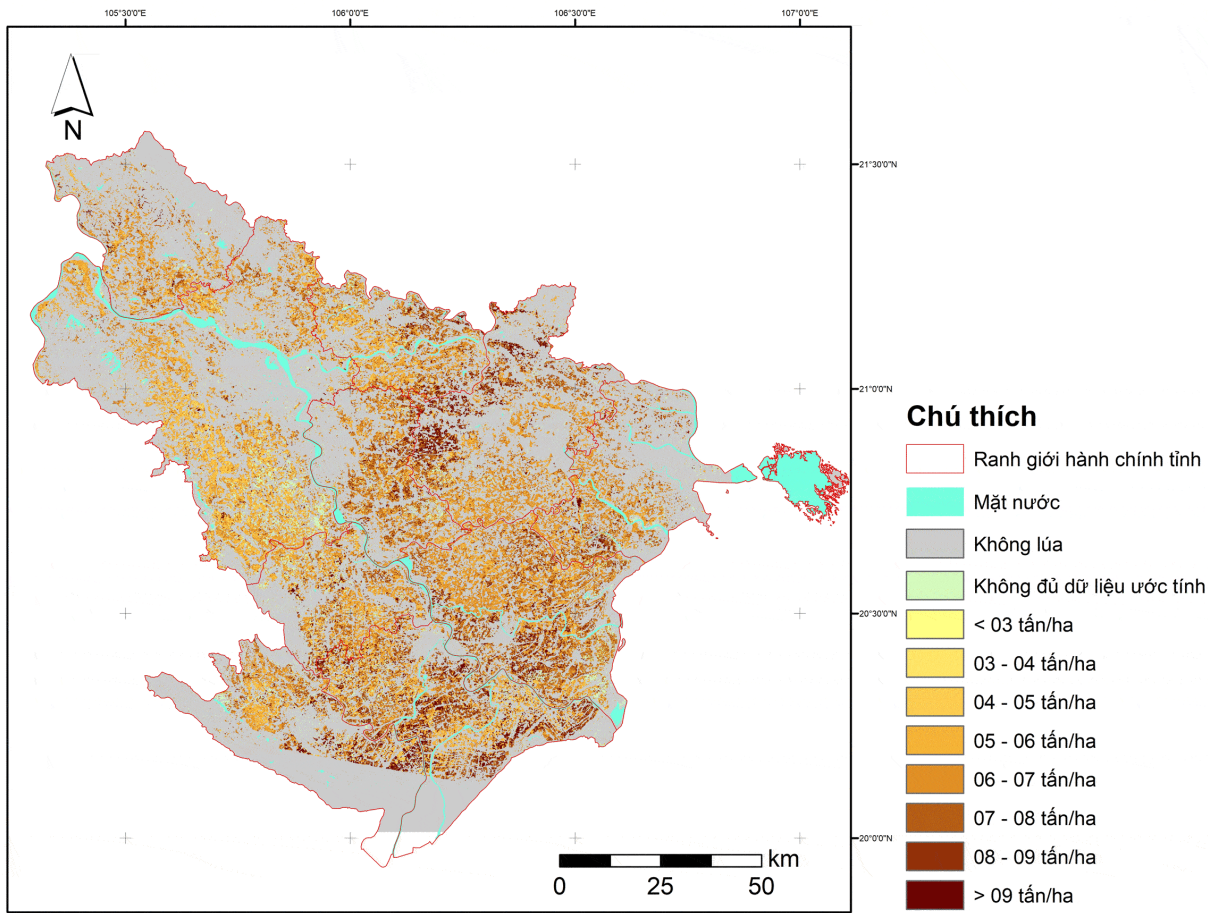 105°30'0"E 106°0'0"E 106°30'0"E 107°0'0"E
N
21°30'0"N
21°0'0"N
20°30'0"N
20°0'0"N
Chú thích
Ranh giới hành chính tỉnh
Mặt nước
Không lúa
Không đủ dữ liệu ước tính
< 03 tấn/ha
03 - 04 tấn/ha
04 - 05 tấn/ha
05 - 06 tấn/ha
06 - 07 tấn/ha
07 - 08 tấn/ha
08 - 09 tấn/ha
> 09 tấn/ha
km
0 25 50